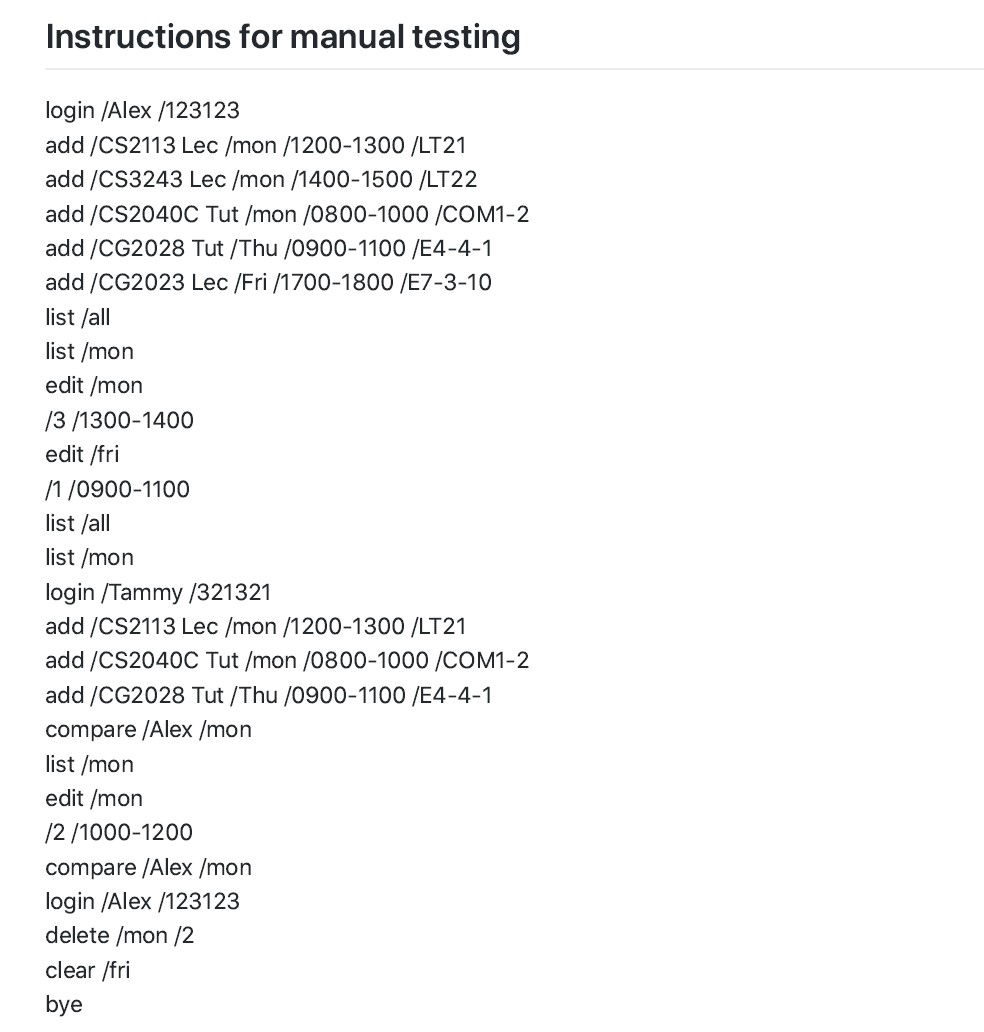 Instructions for manual testing
login /Alex /123123
add /CS2113 Lec /mon /1200-1300 /LT21
add /CS3243 Lec /mon /1400-1500 /LT22
add /CS2040C Tut /mon /0800-1000 /COM1-2
add /CG2028 Tut /Thu /0900-1100 /E4-4-1
add /CG2023 Lec /Fri /1700-1800 /E7-3-10
list /all
list /mon
edit /mon
/3 /1300-1400
edit /fri
/1 /0900-1100
list /all
list /mon
login /Tammy /321321
add /CS2113 Lec /mon /1200-1300 /LT21
add /CS2040C Tut /mon /0800-1000 /COM1-2
add /CG2028 Tut /Thu /0900-1100 /E4-4-1
compare /Alex /mon
list /mon
edit /mon
/2 /1000-1200
compare /Alex /mon
login /Alex /123123
delete /mon /2
clear /fri
bye